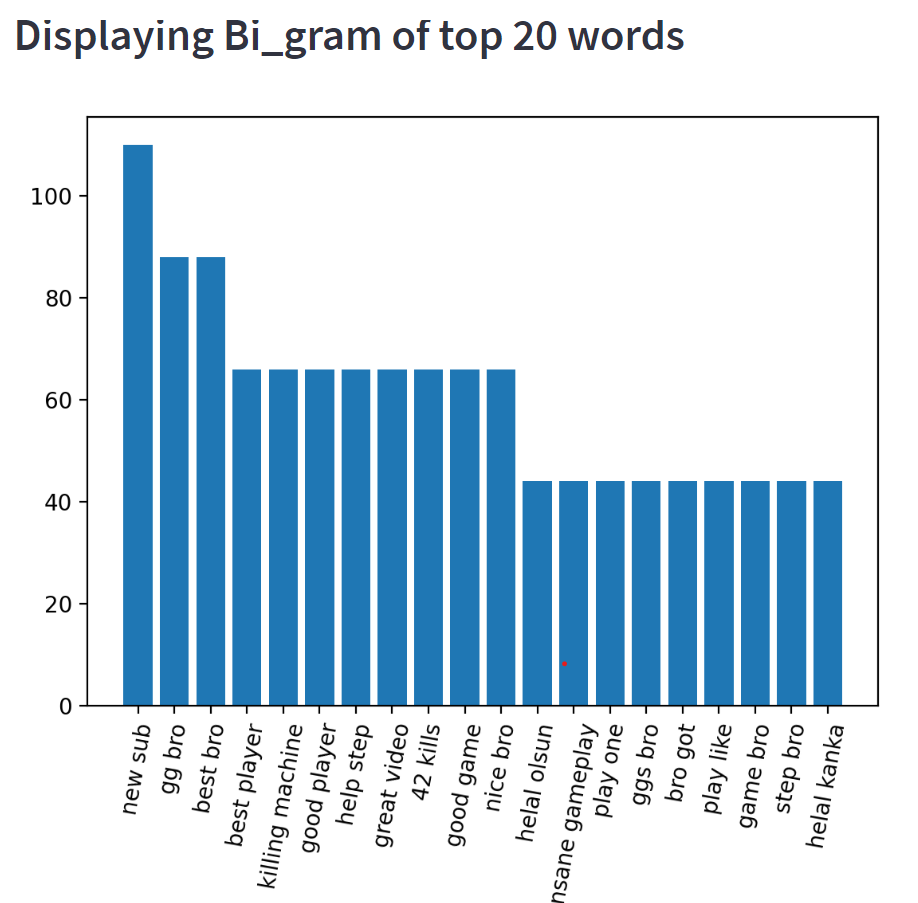 Displaying Bi_gram of top 20 words
100
80
60
40
20
0
new sub
gg bro
best bro
best player
killing machine
good player
help step
great video
42 kills
good game
nice bro
helal olsun
nsane gameplay
play one
ggs bro
bro got
play like
game bro
step bro
helal kanka